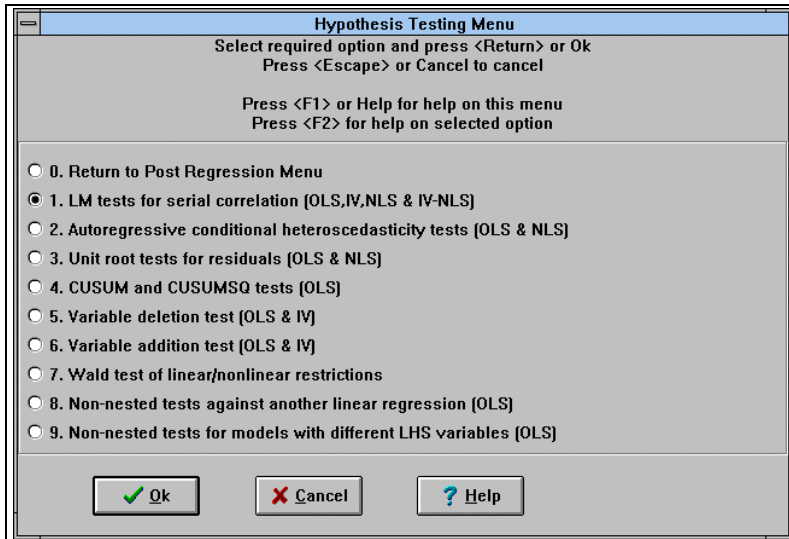 Hypothesis Testing Menu
Select required option and press <Return> or Ok
Press <Escape> or Cancel to cancel
Press <F1> or Help for help on this menu
Press <F2> for help on selected option
0. Return to Post Regression Menu
1. LM tests for serial correlation (OLS,IV,NLS & IV-NLS)
2. Autoregressive conditional heteroscedasticity tests (OLS & NLS)
3. Unit root tests for residuals (OLS & NLS)
4. CUSUM and CUSUMSQ tests (OLS)
5. Variable deletion test (OLS & IV)
6. Variable addition test (OLS & IV)
7. Wald test of linear/nonlinear restrictions
8. Non-nested tests against another linear regression (OLS)
9. Non-nested tests for models with different LHS variables (OLS)
Ok
Cancel
Help